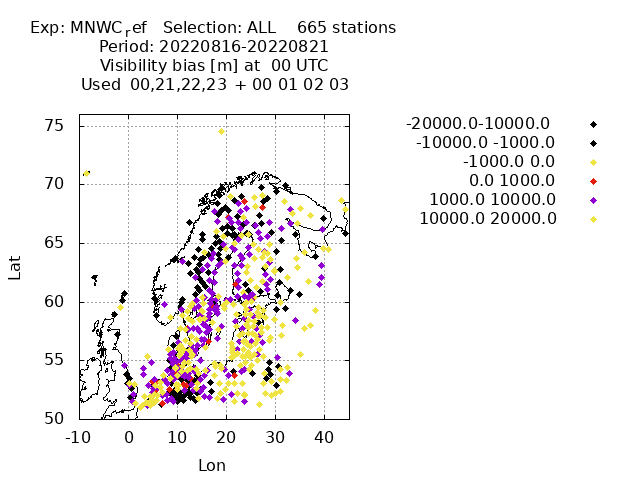 Exp: MNWC_ref Selection: ALL 665 stations
Period: 20220816-20220821
Visibility bias [m] at 00 UTC
Used 00,21,22,23 + 00 01 02 03
-20000.0-10000.0
-10000.0 -1000.0
-1000.0 0.0
0.0 1000.0
1000.0 10000.0
10000.0 20000.0
75
70
65
60
55
50
Lat
-10 0 10 20 30 40
Lon